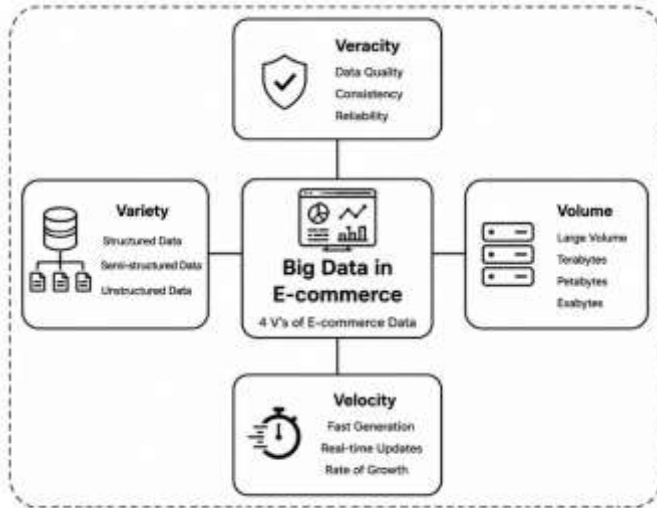 Veracity
Data Quality
Consistency
Reliability
Variety
Structured Data
Semi-structured Data
Unstructured Data
Big Data in
E-commerce
4 V's of E-commerce Data
Volume
Large Volume
Terabytes
Petabytes
Exabytes
Velocity
Fast Generation
Real-time Updates
Rate of Growth